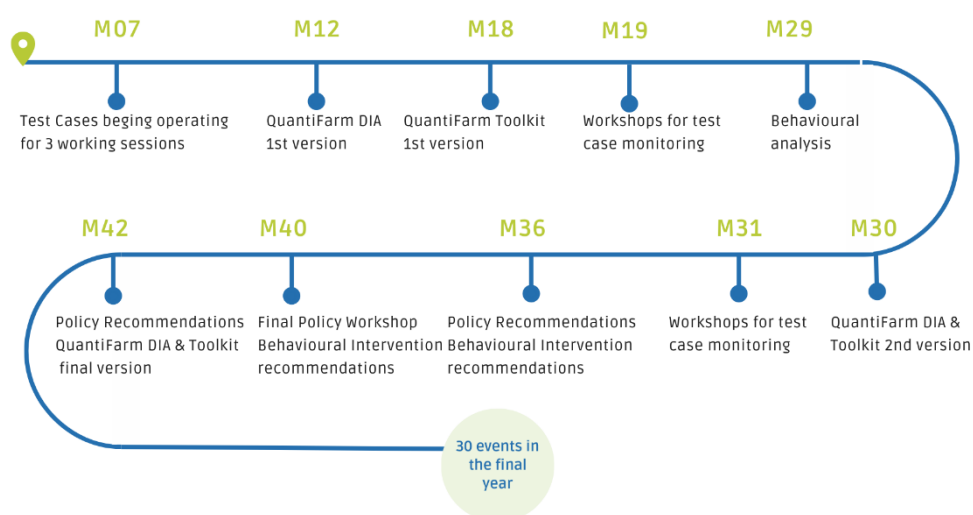 M07
M12
M18
M19
M29
Test Cases beging operating
for 3 working sessions
QuantiFarm DIA
1st version
QuantiFarm Toolkit
1st version
Workshops for test
case monitoring
Behavioural
analysis
M42
M40
M36
M31
M30
Policy Recommendations
QuantiFarm DIA & Toolkit
final version
Final Policy Workshop
Behavioural Intervention
recommendations
Policy Recommendations
Behavioural Intervention
recommendations
Workshops for test
case monitoring
QuantiFarm DIA &
Toolkit 2nd version
30 events in
the final
year